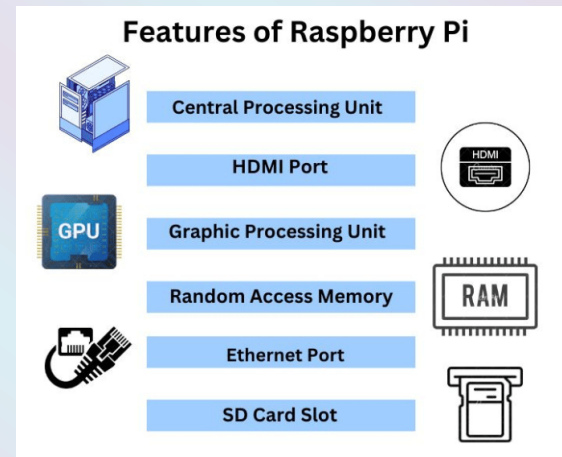 Features of Raspberry Pi
Central Processing Unit
HDMI Port
HDMI
GPU
Graphic Processing Unit
Random Access Memory
RAM
Ethernet Port
SD Card Slot